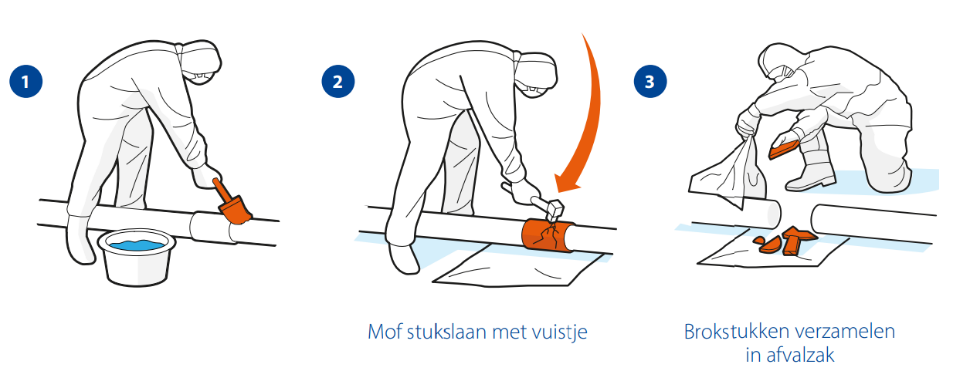 1
2
3
Mof stukslaan met vuistje
Brokstukken verzamelen
in afvalzak